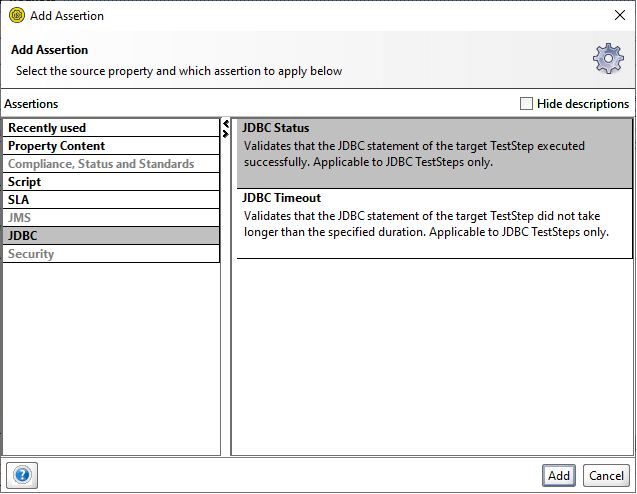 Add Assertion
Add Assertion
Select the source property and which assertion to apply below
Assertions
Hide descriptions
Recently used
Property Content
Compliance, Status and Standards
Script
SLA
JMS
JDBC
Security
JDBC Status
Validates that the JDBC statement of the target TestStep executed
successfully. Applicable to JDBC TestSteps only.
JDBC Timeout
Validates that the JDBC statement of the target TestStep did not take
longer than the specified duration. Applicable to JDBC TestSteps only.
?
Add
Cancel